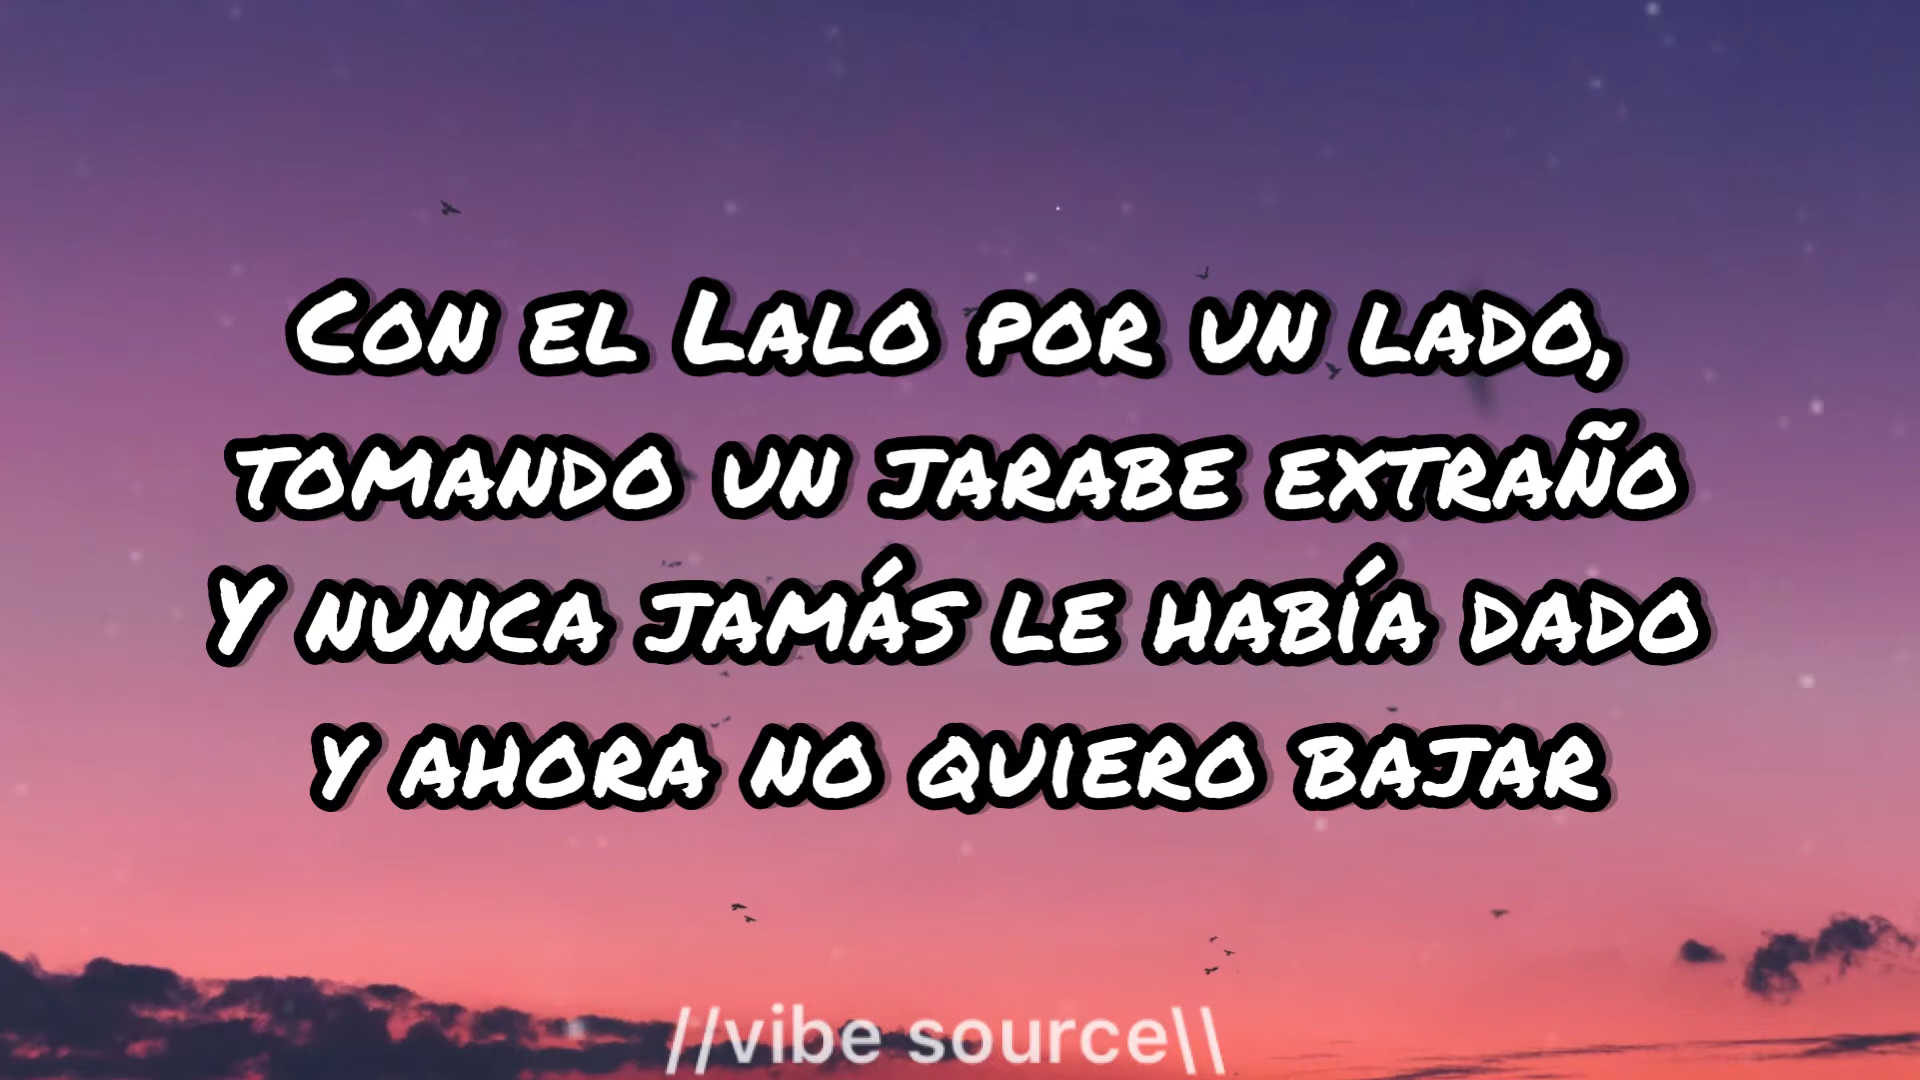 Con el Lalo por un lado,
tomando un jarabe extraño
Y nunca jamás le había dado
y ahora no quiero bajar
//vibe source\\